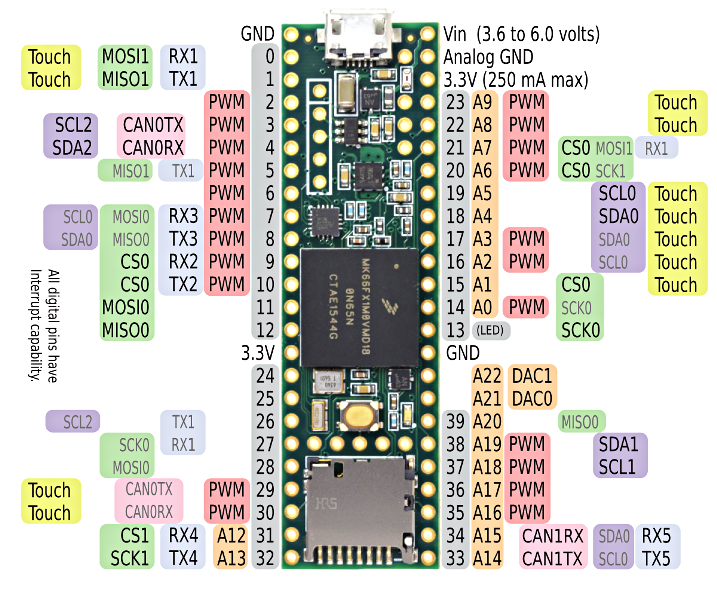 GND Vin (3.6 to 6.0 volts)
Touch MOSI1 RX1 0 Analog GND
Touch MISO1 TX1 1 3.3V (250 mA max)
PWM 2 23 A9 PWM Touch
SCL2 CAN0TX PWM 3 22 A8 PWM Touch
SDA2 CAN0RX PWM 4 21 A7 PWM CS0 MOSI1 RX1
MISO1 TX1 PWM 5 20 A6 PWM CS0 SCK1
PWM 6 19 A5 SCL0 Touch
SCL0 MOSI0 RX3 PWM 7 18 A4 SDA0 Touch
SDA0 MISO0 TX3 PWM 8 17 A3 PWM SDA0 Touch
CS0 RX2 PWM 9 16 A2 PWM SCL0 Touch
CS0 TX2 PWM 10 15 A1 CS0 Touch
MOSI0 11 14 A0 PWM SCK0
MISO0 12 13 (LED) SCK0
3.3V GND
24 A22 DAC1
25 A21 DAC0
SCL2 TX1 26 39 A20 MISO0
SCK0 RX1 27 38 A19 PWM SDA1
MOSI0 28 37 A18 PWM SCL1
Touch CAN0TX PWM 29 36 A17 PWM
Touch CAN0RX PWM 30 35 A16 PWM
CS1 RX4 A12 31 34 A15 CAN1RX SDA0 RX5
SCK1 TX4 A13 32 33 A14 CAN1TX SCL0 TX5
All digital pins have
Interrupt capability.
MK66FX1M0VMD18
0N65N
CTAE1544G
HRS